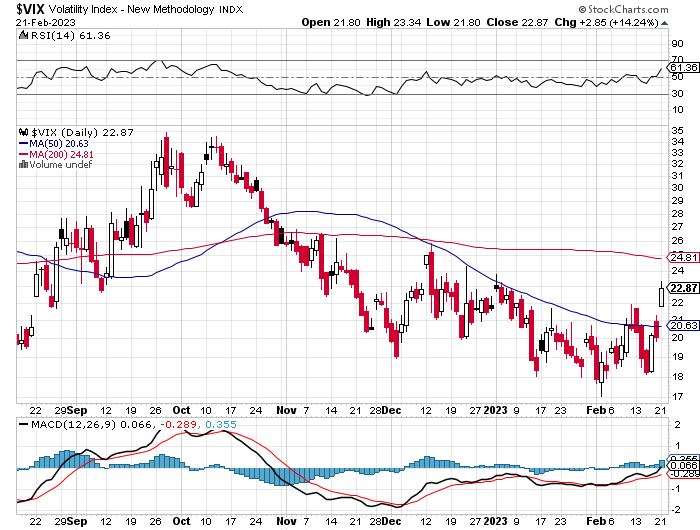 $VIX Volatility Index - New Methodology INDX
© StockCharts.com
21-Feb-2023
Open 21.80 High 23.34 Low 21.80 Close 22.87 Chg +2.85 (+14.24%)
RSI(14) 61.36
90
70
61.36
50
30
10
$VIX (Daily) 22.87
MA(50) 20.63
MA(200) 24.81
Volume undef
35
34
33
32
31
30
29
28
27
26
25
24.81
24
22.87
22
21
20.63
20
19
18
17
22 29Sep 12 19 26 Oct 10 17 24 Nov 7 14 21 28Dec 12 19 27 2023 9 17 23 Feb 6 13 21
MACD(12,26,9) 0.066, -0.289, 0.355
2
1
0.355
0.066
-0.289
-1
-2
22 29Sep 12 19 26 Oct 10 17 24 Nov 7 14 21 28 Dec 12 19 27 2023 9 17 23 Feb 6 13 21